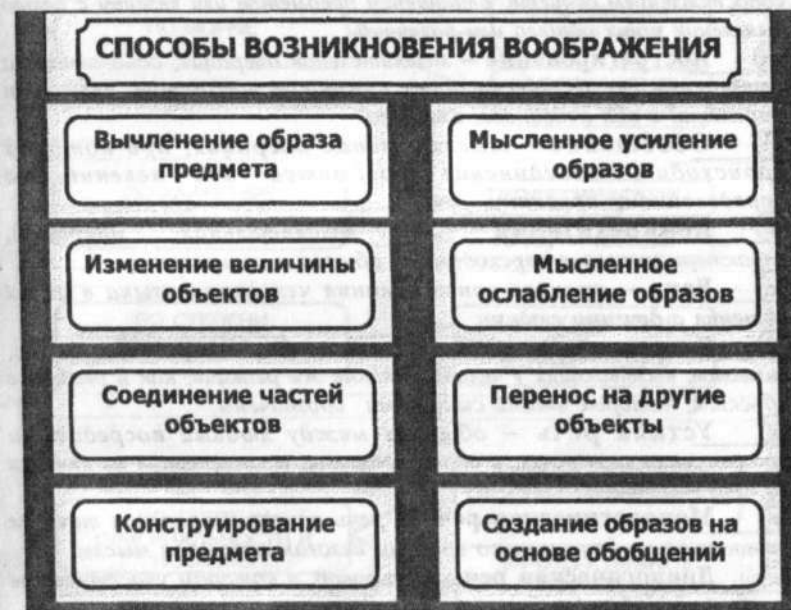 СПОСОБЫ ВОЗНИКНОВЕНИЯ ВООБРАЖЕНИЯ
Вычленение образа
предмета
Мысленное усиление
образов
Изменение величины
объектов
Мысленное
ослабление образов
Соединение частей
объектов
Перенос на другие
объекты
Конструирование
предмета
Создание образов на
основе обобщений